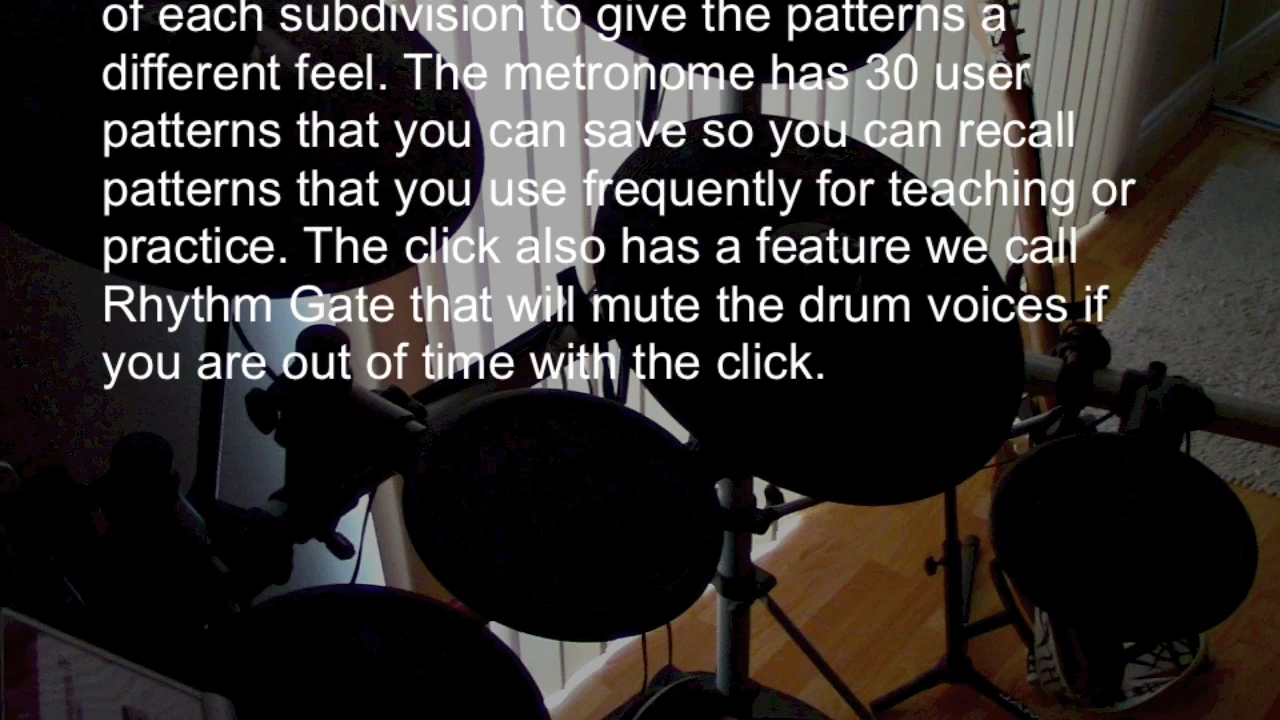 of each subdivision to give the patterns a
different feel. The metronome has 30 user
patterns that you can save so you can recall
patterns that you use frequently for teaching or
practice. The click also has a feature we call
Rhythm Gate that will mute the drum voices if
you are out of time with the click.